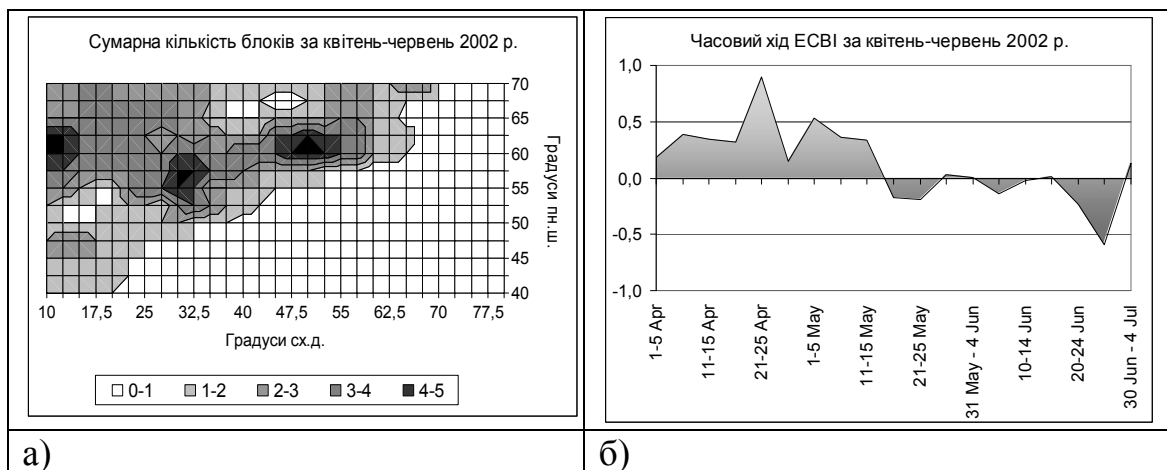 Сумарна кількість блоків за квітень-червень 2002 р.
70
65
60
55
50
45
40
Градуси пн.ш.
10 17,5 25 32,5 40 47,5 55 62,5 70 77,5
Градуси сх.д.
0-1 1-2 2-3 3-4 4-5
а)
Часовий хід ECBI за квітень-червень 2002 р.
1,0
0,5
0,0
-0,5
-1,0
1-5 Apr
11-15 Apr
21-25 Apr
1-5 May
11-15 May
21-25 May
31 May - 4 Jun
10-14 Jun
20-24 Jun
30 Jun - 4 Jul
б)